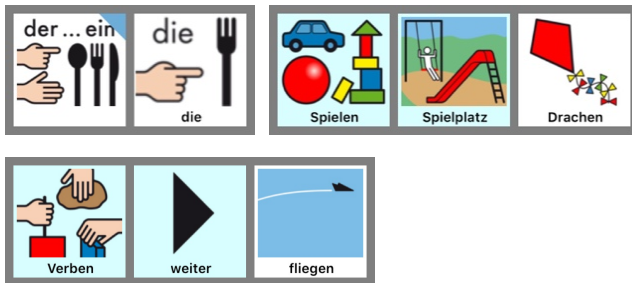 der ... ein
die
die
Spielen
Spielplatz
Drachen
Verben
weiter
fliegen